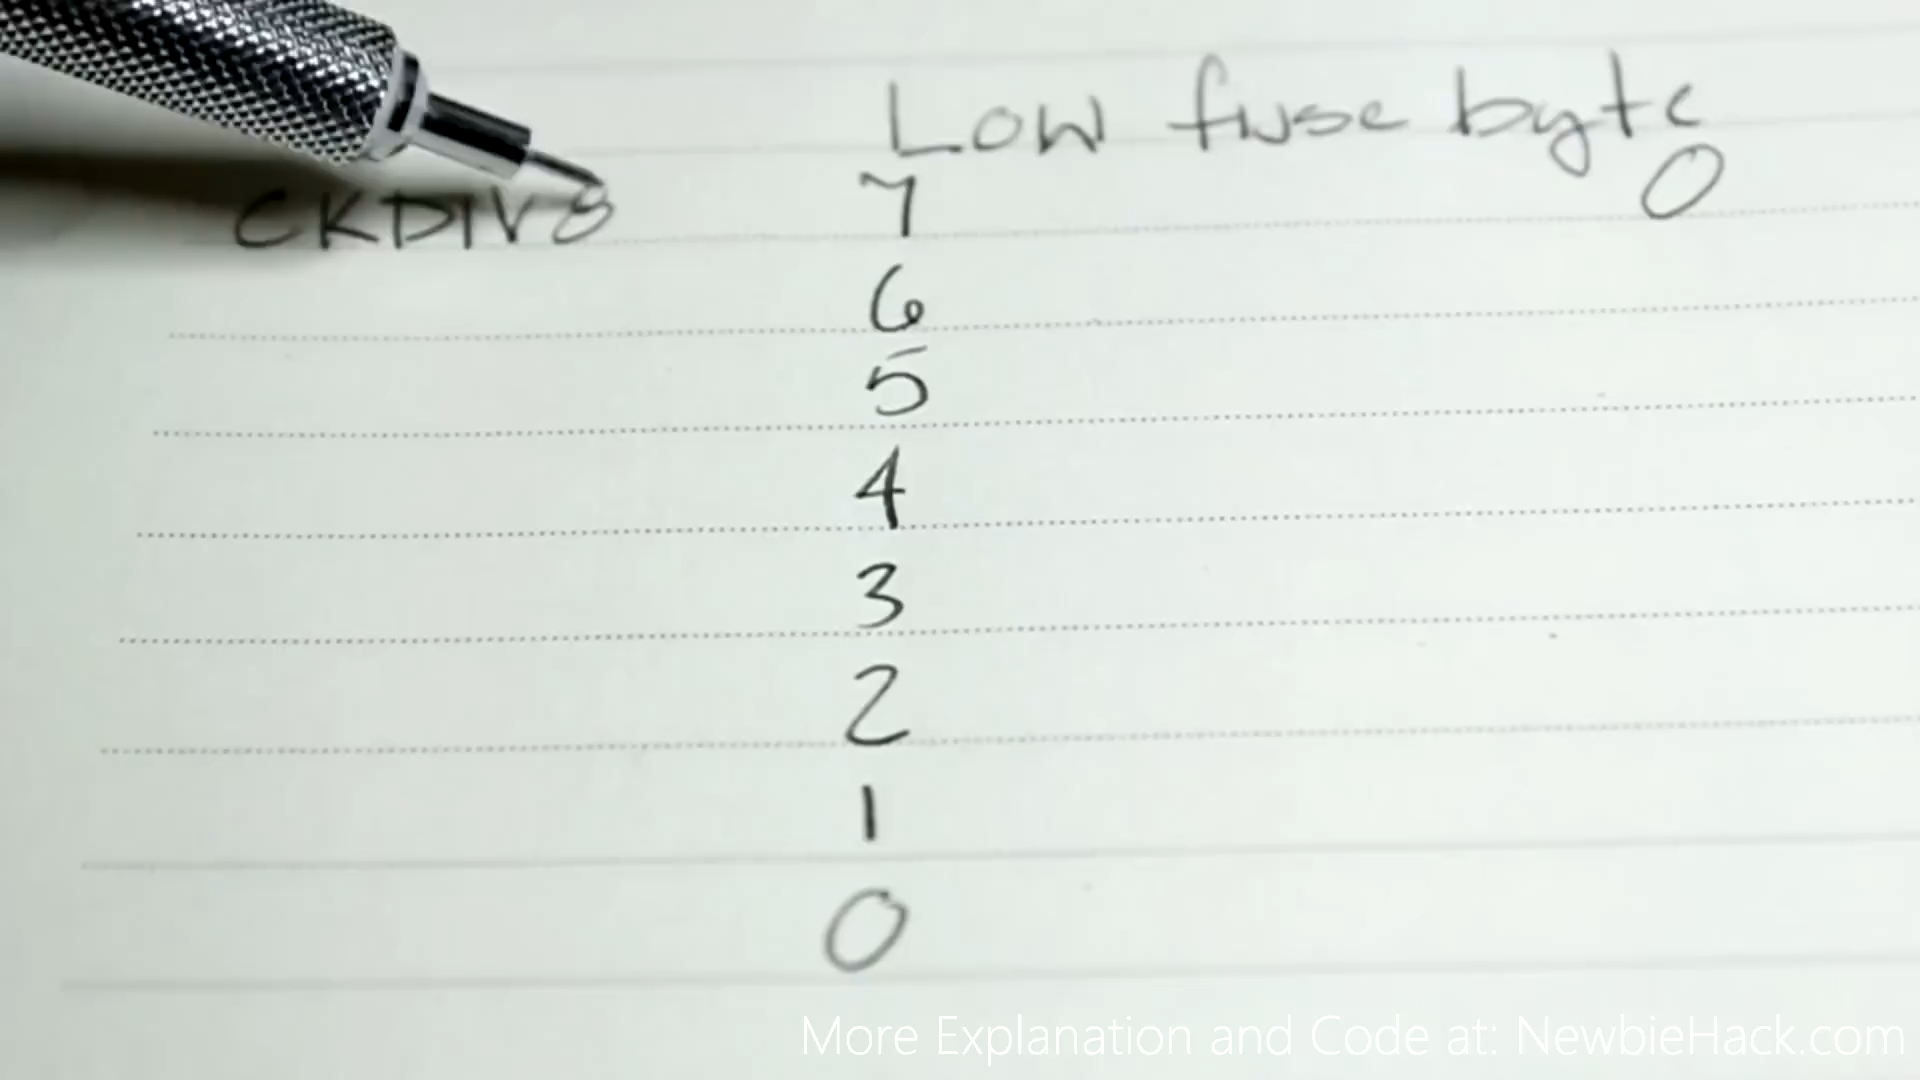 Low fuse byte
CKDIV8 7 0
6
5
4
3
2
1
0
More Explanation and Code at: NewbieHack.com